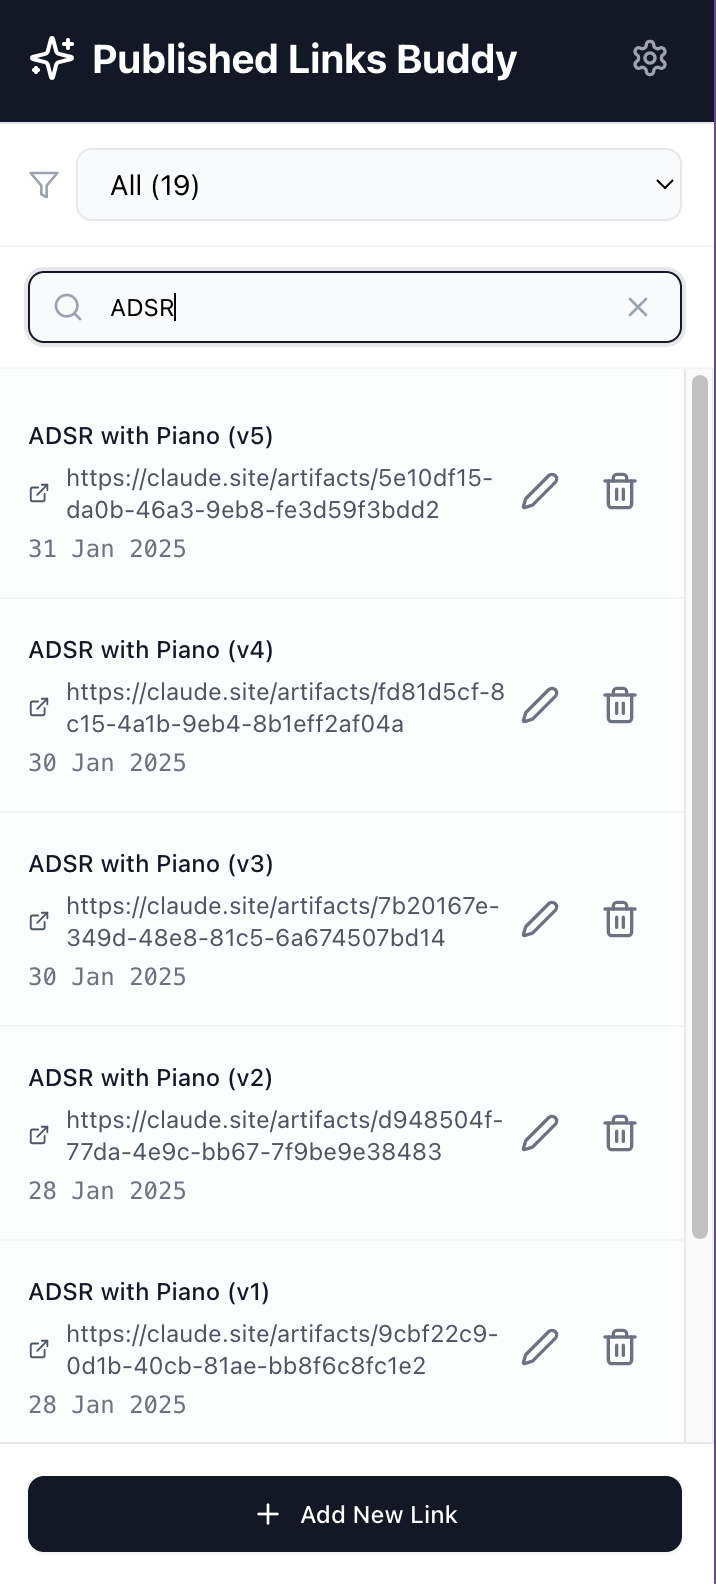 Published Links Buddy
All (19)
ADSR
ADSR with Piano (v5)
https://claude.site/artifacts/5e10df15-
da0b-46a3-9eb8-fe3d59f3bdd2
31 Jan 2025
ADSR with Piano (v4)
https://claude.site/artifacts/fd81d5cf-8
c15-4a1b-9eb4-8b1eff2af04a
30 Jan 2025
ADSR with Piano (v3)
https://claude.site/artifacts/7b20167e-
349d-48e8-81c5-6a674507bd14
30 Jan 2025
ADSR with Piano (v2)
https://claude.site/artifacts/d948504f-
77da-4e9c-bb67-7f9be9e38483
28 Jan 2025
ADSR with Piano (v1)
https://claude.site/artifacts/9cbf22c9-
0d1b-40cb-81ae-bb8f6c8fc1e2
28 Jan 2025
Add New Link